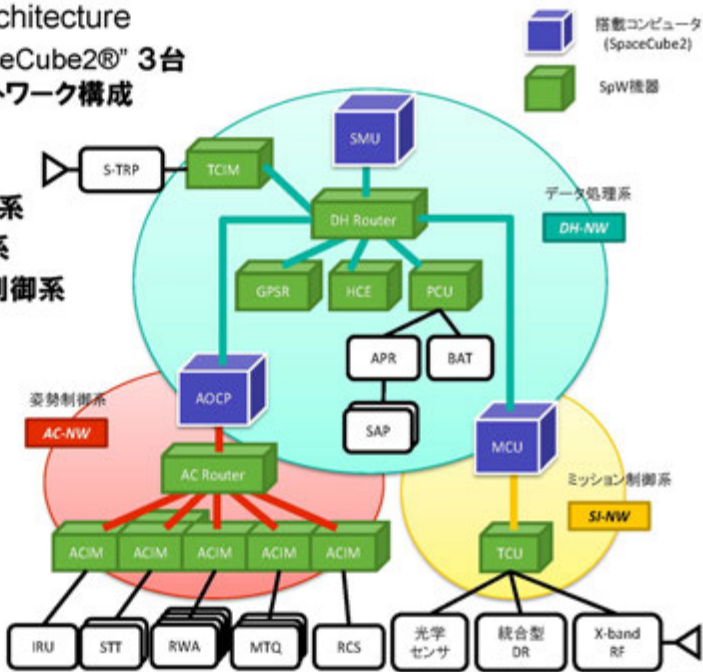 chitecture
eCube2®" 3台
トワーク構成
系
系
制御系
搭載コンピュータ
(SpaceCube2)
SpW機器
SMU
S-TRP
TCIM
DH Router
データ処理系
DH-NW
GPSR
HCE
PCU
APR
BAT
SAP
AOCP
姿勢制御系
AC-NW
AC Router
MCU
ミッション制御系
SI-NW
ACIM
ACIM
ACIM
ACIM
ACIM
TCU
IRU
STT
RWA
MTQ
RCS
光学
センサ
統合型
DR
X-band
RF